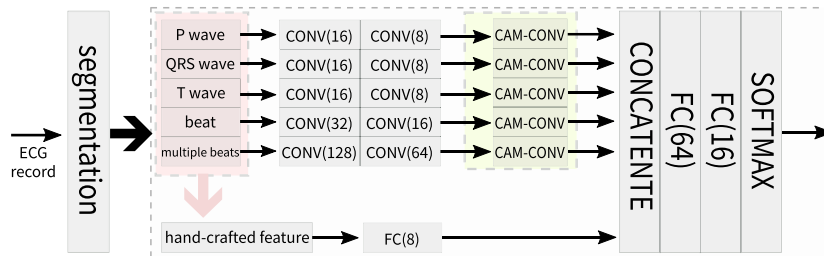 ECG
record
segmentation
P wave
CONV(16)
CONV(8)
CAM-CONV
QRS wave
CONV(16)
CONV(8)
CAM-CONV
T wave
CONV(16)
CONV(8)
CAM-CONV
beat
CONV(32)
CONV(16)
CAM-CONV
multiple beats
CONV(128)
CONV(64)
CAM-CONV
hand-crafted feature
FC(8)
CONCATENTE
FC(64)
FC(16)
SOFTMAX